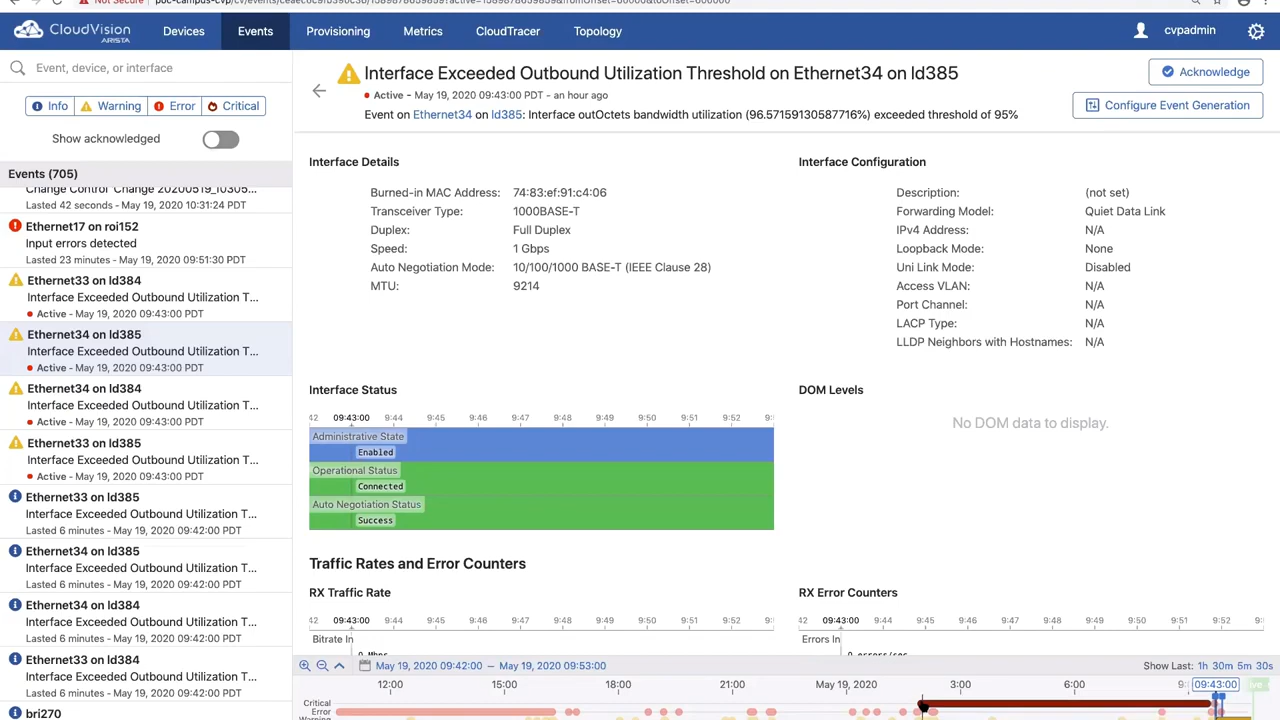 Not Secure
CloudVision
ARISTA
Devices
Events
Provisioning
Metrics
CloudTracer
Topology
cvpadmin
Event, device, or interface
Info
Warning
Error
Critical
Show acknowledged
Events (705)
Change Control 'Change 20200519_10305...
Lasted 42 seconds - May 19, 2020 10:31:24 PDT
Ethernet17 on roi152
Input errors detected
Lasted 23 minutes - May 19, 2020 09:51:30 PDT
Ethernet33 on ld384
Interface Exceeded Outbound Utilization T...
Active - May 19, 2020 09:43:00 PDT
Ethernet34 on ld385
Interface Exceeded Outbound Utilization T...
Active - May 19, 2020 09:43:00 PDT
Ethernet34 on ld384
Interface Exceeded Outbound Utilization T...
Active - May 19, 2020 09:43:00 PDT
Ethernet33 on ld385
Interface Exceeded Outbound Utilization T...
Active - May 19, 2020 09:43:00 PDT
Ethernet33 on ld385
Interface Exceeded Outbound Utilization T...
Lasted 6 minutes - May 19, 2020 09:42:00 PDT
Ethernet34 on ld385
Interface Exceeded Outbound Utilization T...
Lasted 6 minutes - May 19, 2020 09:42:00 PDT
Ethernet34 on ld384
Interface Exceeded Outbound Utilization T...
Lasted 6 minutes - May 19, 2020 09:42:00 PDT
Ethernet33 on ld384
Interface Exceeded Outbound Utilization T...
Lasted 6 minutes - May 19, 2020 09:42:00 PDT
bri270
Interface Exceeded Outbound Utilization Threshold on Ethernet34 on ld385
Active - May 19, 2020 09:43:00 PDT - an hour ago
Event on Ethernet34 on ld385: Interface outOctets bandwidth utilization (96.57159130587716%) exceeded threshold of 95%
Acknowledge
Configure Event Generation
Interface Details
Burned-in MAC Address: 74:83:ef:91:c4:06
Transceiver Type: 1000BASE-T
Duplex: Full Duplex
Speed: 1 Gbps
Auto Negotiation Mode: 10/100/1000 BASE-T (IEEE Clause 28)
MTU: 9214
Interface Configuration
Description: (not set)
Forwarding Model: Quiet Data Link
IPv4 Address: N/A
Loopback Mode: None
Uni Link Mode: Disabled
Access VLAN: N/A
Port Channel: N/A
LACP Type: N/A
LLDP Neighbors with Hostnames: N/A
Interface Status
42 09:43:00 9:44 9:45 9:46 9:47 9:48 9:49 9:50 9:51 9:52 9:
Administrative State
Enabled
Operational Status
Connected
Auto Negotiation Status
Success
DOM Levels
No DOM data to display.
Traffic Rates and Error Counters
RX Traffic Rate
42 09:43:00 9:44 9:45 9:46 9:47 9:48 9:49 9:50 9:51 9:52 9:
Bitrate In
0 Mbps
RX Error Counters
42 09:43:00 9:44 9:45 9:46 9:47 9:48 9:49 9:50 9:51 9:52 9:
Errors In
0 errors/sec
May 19, 2020 09:42:00 – May 19, 2020 09:53:00
Show Last: 1h 30m 5m 30s
12:00 15:00 18:00 21:00 May 19, 2020 3:00 6:00 9: 09:43:00 live
Critical
Error
Warning